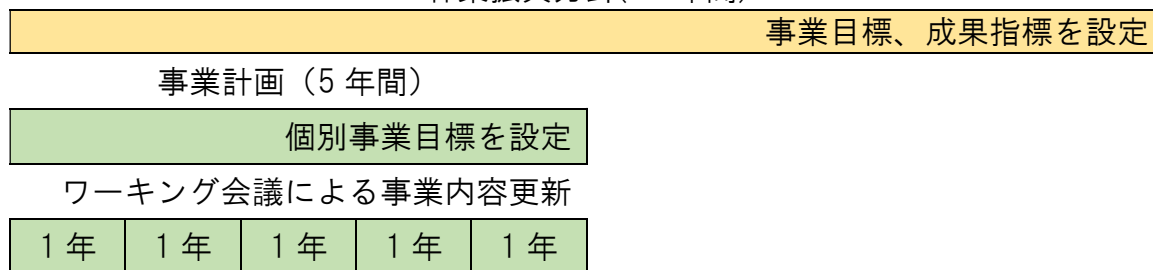 事業目標、成果指標を設定
事業計画（5 年間）
個別事業目標を設定
ワーキング会議による事業内容更新
1 年 1 年 1 年 1 年 1 年